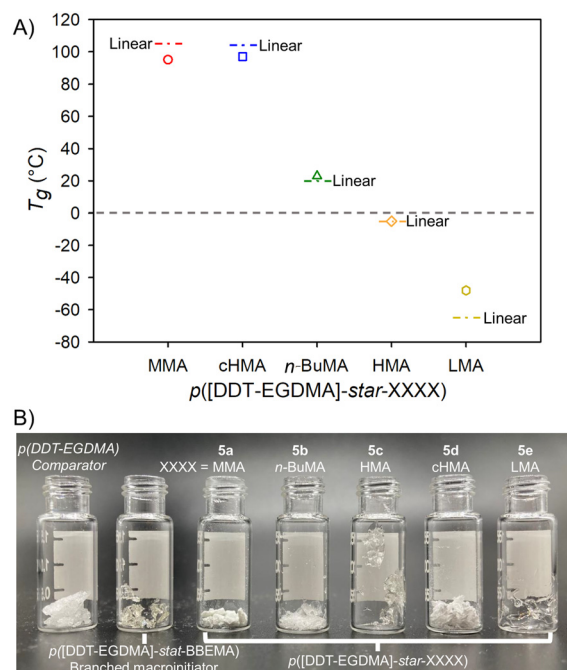 A)
120
100
80
60
40
20
0
-20
-40
-60
-80
Tg (°C)
Linear
Linear
Linear
Linear
Linear
MMA cHMA n-BuMA HMA LMA
p([DDT-EGDMA]-star-XXXX)
B)
p(DDT-EGDMA)
Comparator
5a 5b 5c 5d 5e
XXXX = MMA n-BuMA HMA cHMA LMA
p([DDT-EGDMA]-stat-BBEMA)
Branched macroinitiator
p([DDT-EGDMA]-star-XXXX)